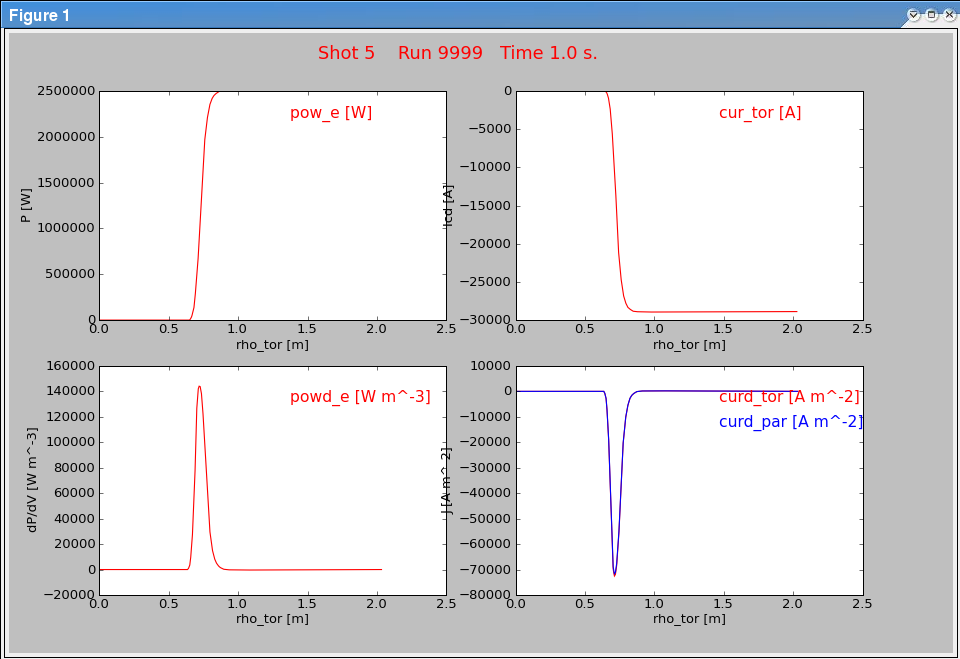 Figure 1
Shot 5 Run 9999 Time 1.0 s.
2500000
2000000
1500000
1000000
500000
0
P [W]
pow_e [W]
0.0 0.5 1.0 1.5 2.0 2.5
rho_tor [m]
0
−5000
−10000
−15000
−20000
−25000
−30000
Icd [A]
cur_tor [A]
0.0 0.5 1.0 1.5 2.0 2.5
rho_tor [m]
160000
140000
120000
100000
80000
60000
40000
20000
0
−20000
dP/dV [W m^-3]
powd_e [W m^-3]
0.0 0.5 1.0 1.5 2.0 2.5
rho_tor [m]
10000
0
−10000
−20000
−30000
−40000
−50000
−60000
−70000
−80000
J [A m^-2]
curd_tor [A m^-2]
curd_par [A m^-2]
0.0 0.5 1.0 1.5 2.0 2.5
rho_tor [m]